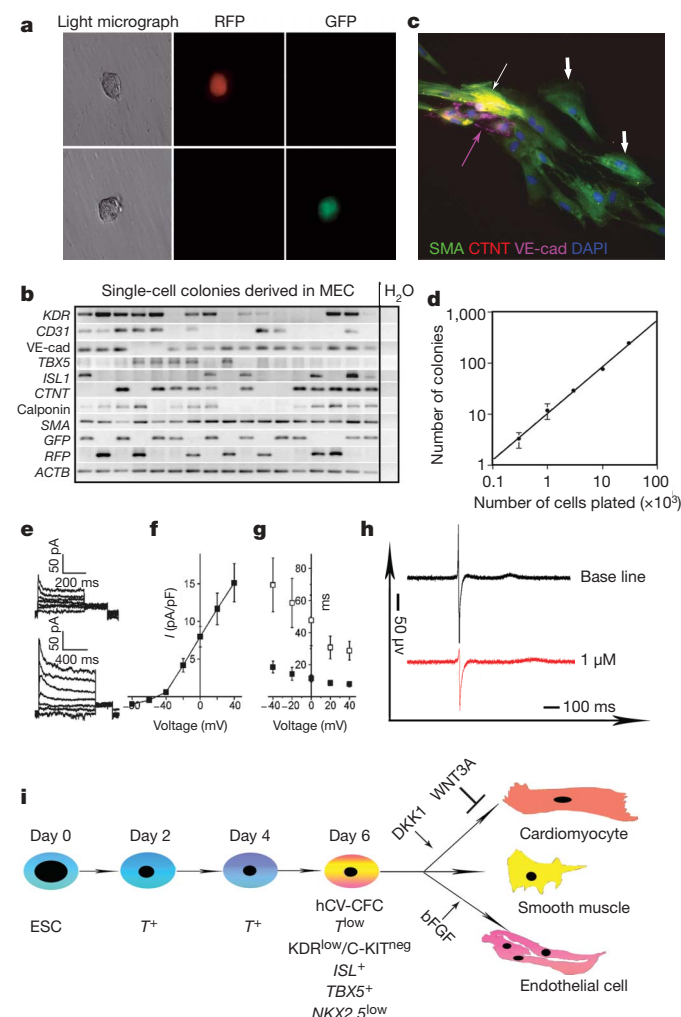 a
Light micrograph RFP GFP
c
SMA CTNT VE-cad DAPI
b
Single-cell colonies derived in MEC H2O
KDR
CD31
VE-cad
TBX5
ISL1
CTNT
Calponin
SMA
GFP
RFP
ACTB
d
Number of colonies
1,000
100
10
1
0.1 1 10 100
Number of cells plated (×10³)
e
50 pA
200 ms
50 pA
400 ms
f
I (pA/pF)
15
10
5
−80 −40 0 40
Voltage (mV)
g
ms
80
60
40
20
−40 −20 0 20 40
Voltage (mV)
h
Base line
50 μv
1 μM
100 ms
i
Day 0 Day 2 Day 4 Day 6
ESC T⁺ T⁺ hCV-CFC
Tlow
KDRlow/C-KITneg
ISL⁺
TBX5⁺
NKX2.5low
DKK1
WNT3A
bFGF
Cardiomyocyte
Smooth muscle
Endothelial cell